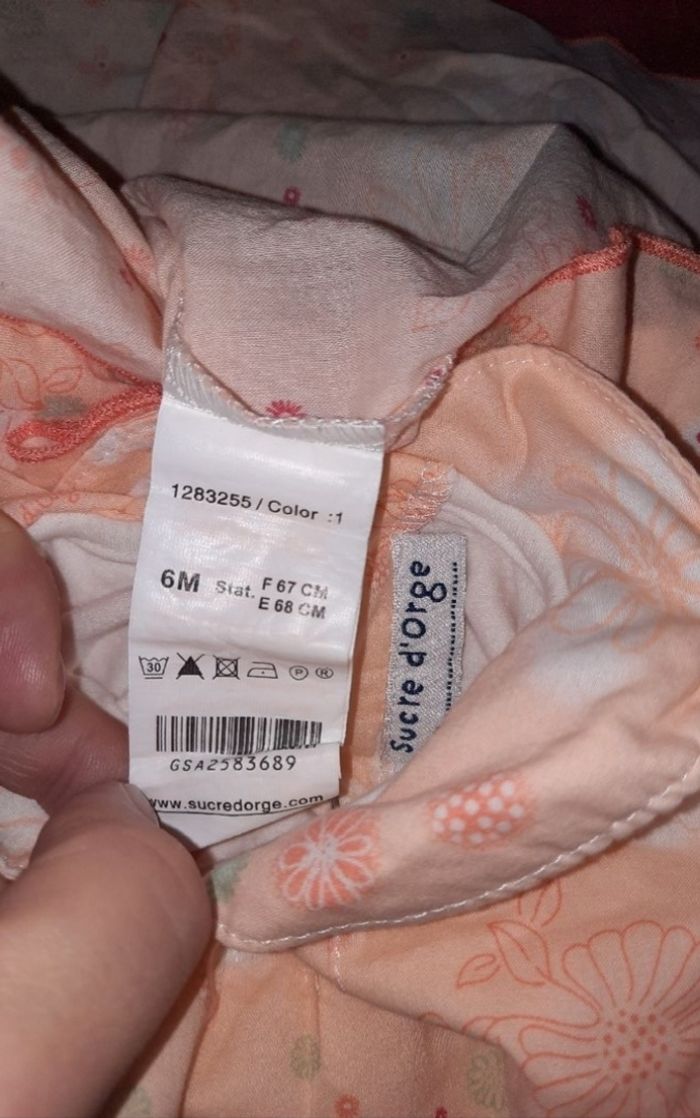 1283255 / Color :1
6M Stat. F 67 CM
E 68 CM
30 P R
GSA2583689
www.sucredorge.com
Sucre d'Orge